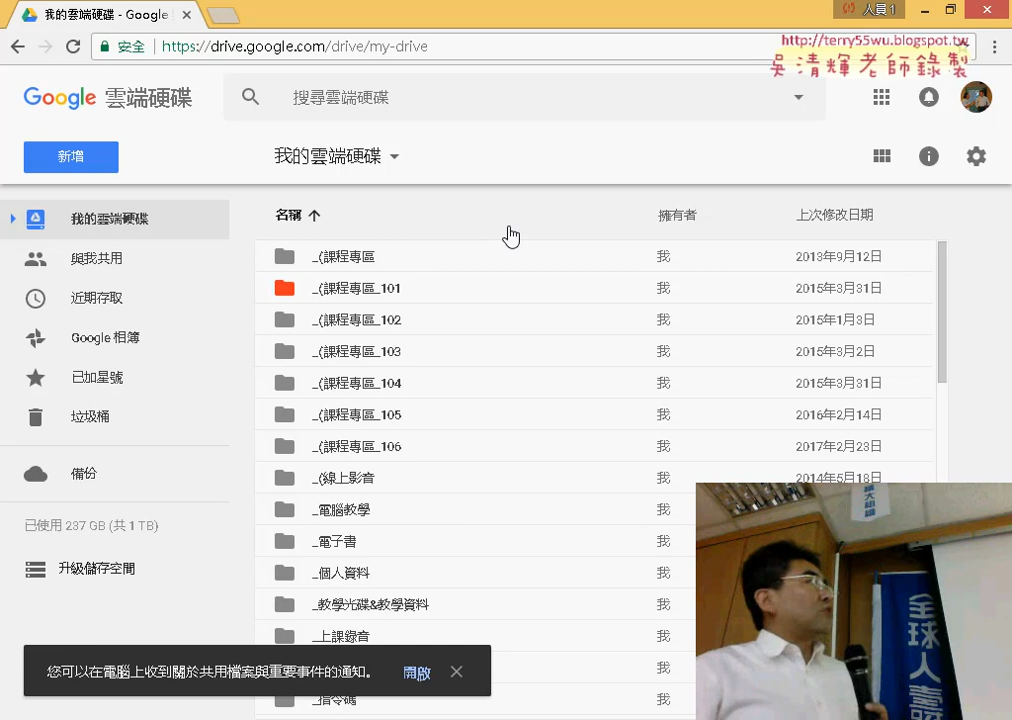 我的雲端硬碟 - Google
人員 1
安全
https://drive.google.com/drive/my-drive
http://terry55wu.blogspot.tw
吳清輝老師錄製
Google 雲端硬碟
搜尋雲端硬碟
新增
我的雲端硬碟
我的雲端硬碟
與我共用
近期存取
Google 相簿
已加星號
垃圾桶
備份
已使用 237 GB (共 1 TB)
升級儲存空間
名稱
擁有者
上次修改日期
_(課程專區
我
2013年9月12日
_(課程專區_101
我
2015年3月31日
_(課程專區_102
我
2015年1月3日
_(課程專區_103
我
2015年3月2日
_(課程專區_104
我
2015年3月31日
_(課程專區_105
我
2016年2月14日
_(課程專區_106
我
2017年2月23日
_(線上影音
我
2014年5月18日
_電腦教學
我
_電子書
我
_個人資料
我
_教學光碟&教學資料
我
_上課錄音
我
我
_指令碼
我
您可以在電腦上收到關於共用檔案與重要事件的通知。
開啟
全球人壽